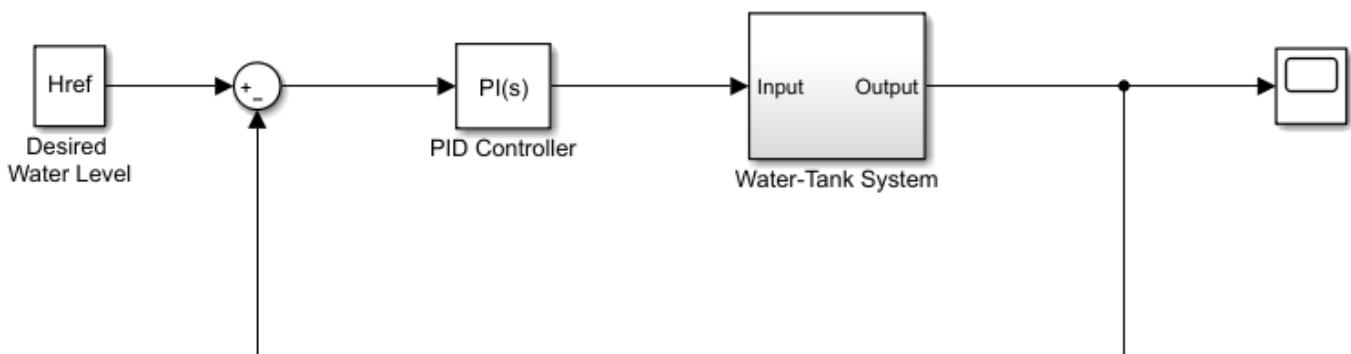 Href
Desired
Water Level
+
−
PI(s)
PID Controller
Input
Output
Water-Tank System